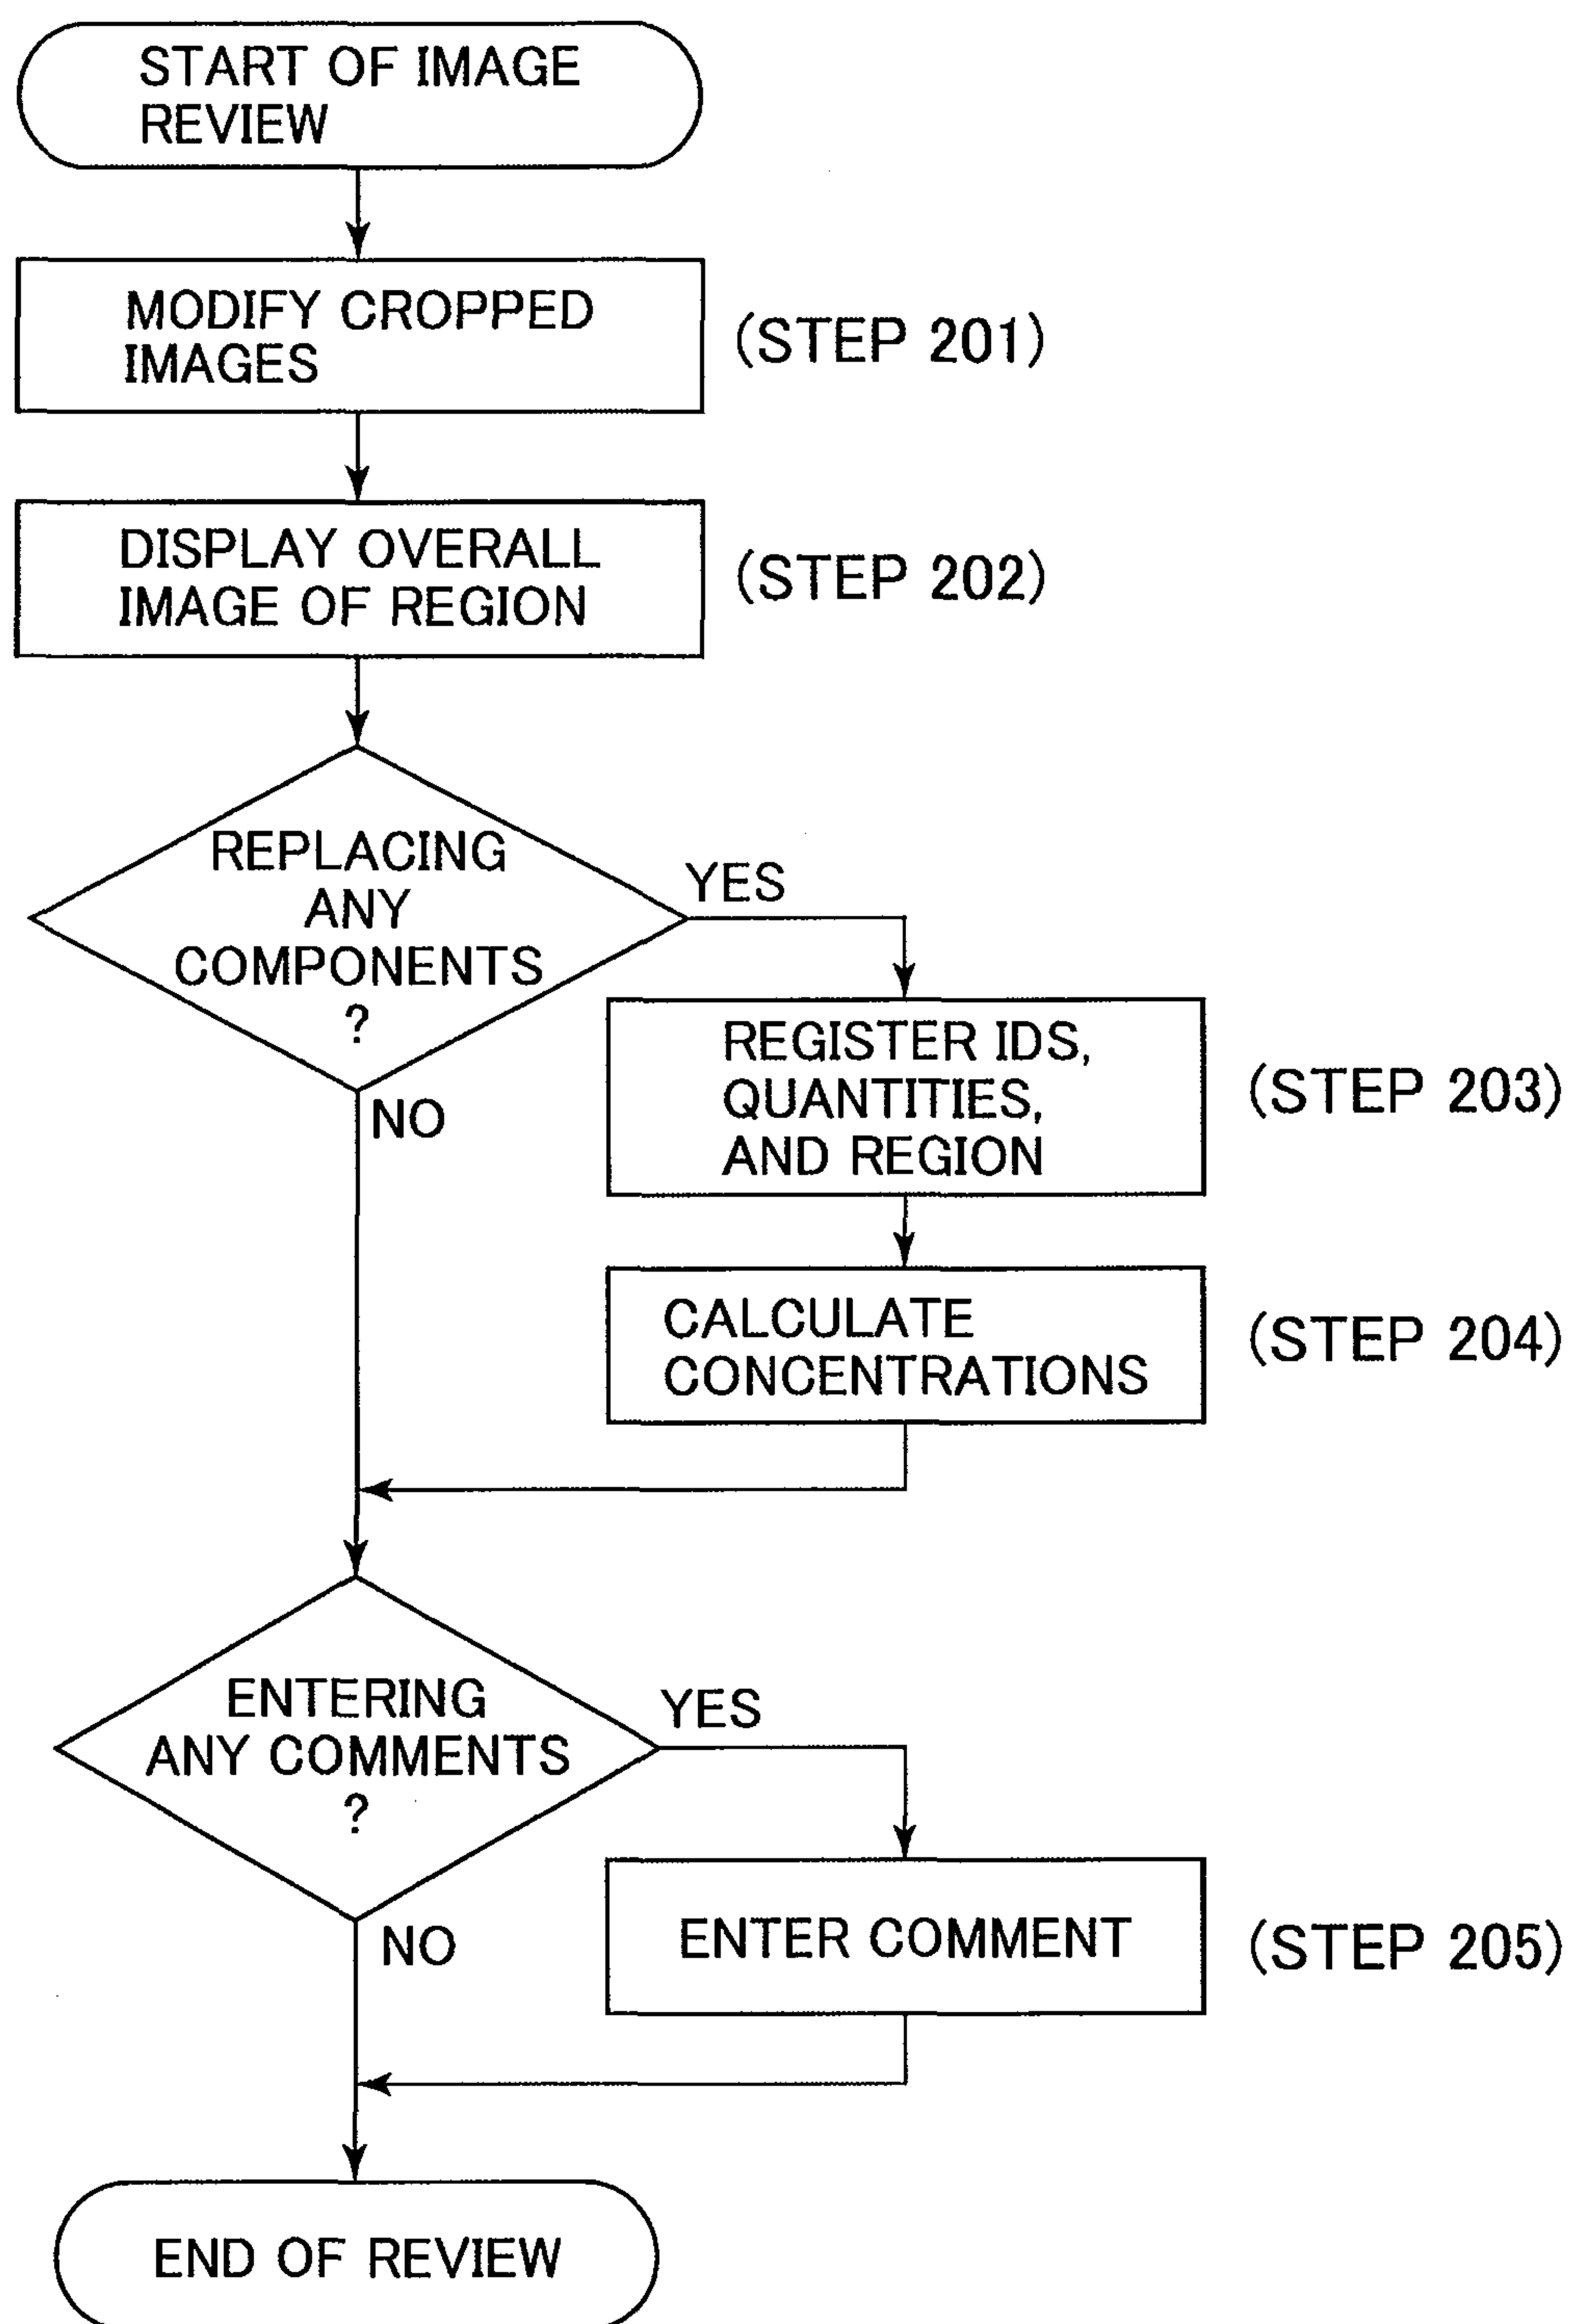 START OF IMAGE
REVIEW
MODIFY CROPPED
IMAGES
(STEP 201)
DISPLAY OVERALL
IMAGE OF REGION
(STEP 202)
REPLACING
ANY
COMPONENTS
?
YES
NO
REGISTER IDS,
QUANTITIES,
AND REGION
(STEP 203)
CALCULATE
CONCENTRATIONS
(STEP 204)
ENTERING
ANY COMMENTS
?
YES
NO
ENTER COMMENT
(STEP 205)
END OF REVIEW